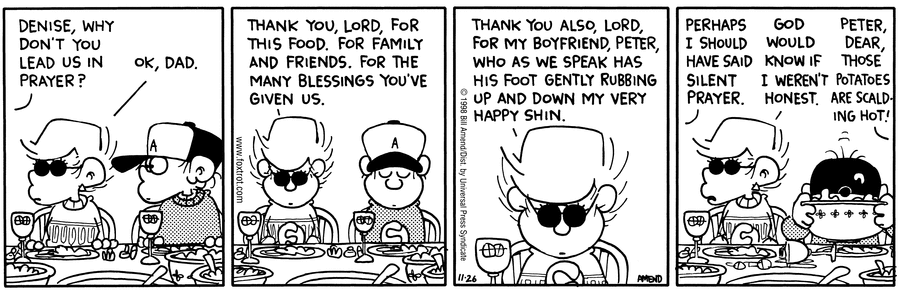 DENISE, WHY
DON'T YOU
LEAD US IN
PRAYER?
OK, DAD.
A
THANK YOU, LORD, FOR
THIS FOOD. FOR FAMILY
AND FRIENDS. FOR THE
MANY BLESSINGS YOU'VE
GIVEN US.
www.foxtrot.com
A
THANK YOU ALSO, LORD,
FOR MY BOYFRIEND, PETER,
WHO AS WE SPEAK HAS
HIS FOOT GENTLY RUBBING
UP AND DOWN MY VERY
HAPPY SHIN.
© 1998 Bill Amend/Dist. by Universal Press Syndicate
11-26
AMEND
PERHAPS
I SHOULD
HAVE SAID
SILENT
PRAYER.
GOD
WOULD
KNOW IF
I WEREN'T
HONEST.
PETER,
DEAR,
THOSE
POTATOES
ARE SCALD-
ING HOT!